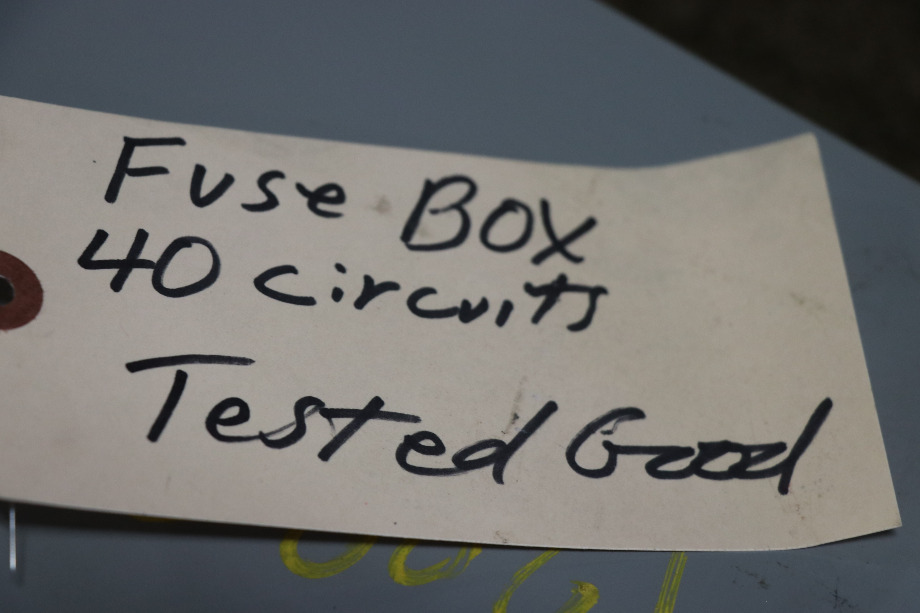 Fuse BOX
40 circuits
Tested Good